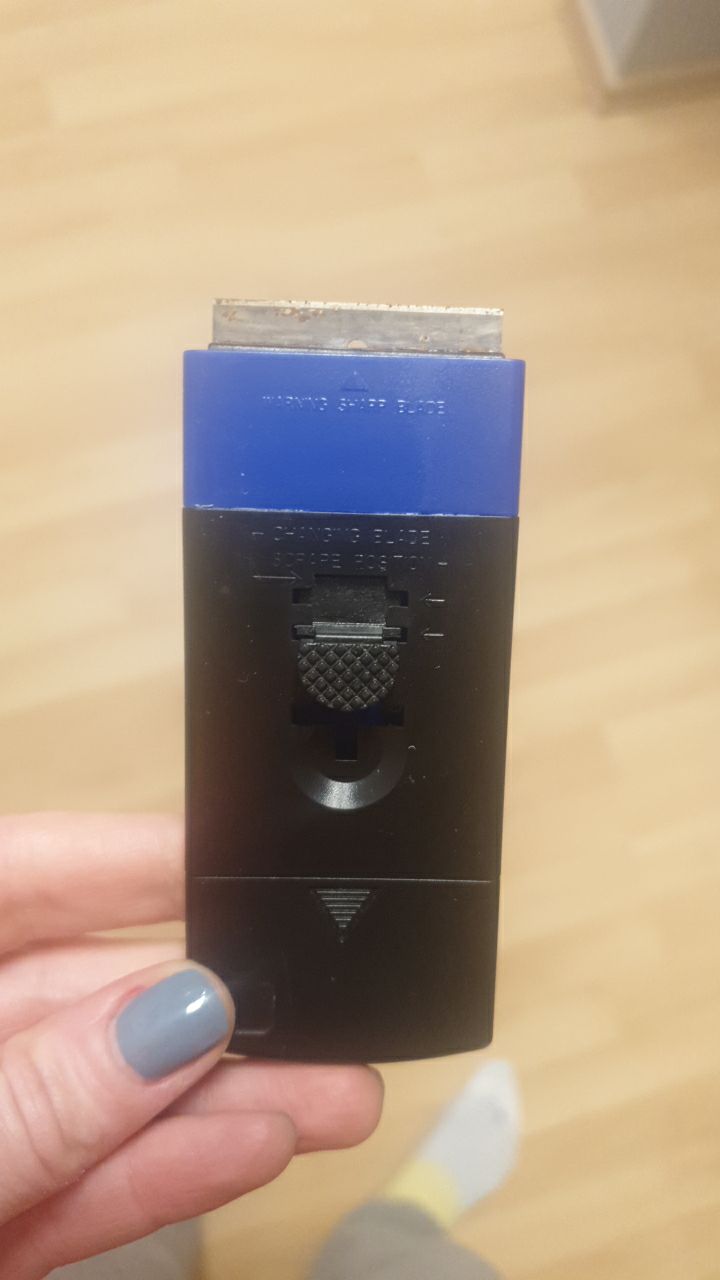 WARNING SHARP BLADE
← CHANGING BLADE
SCRAPE POSITION →